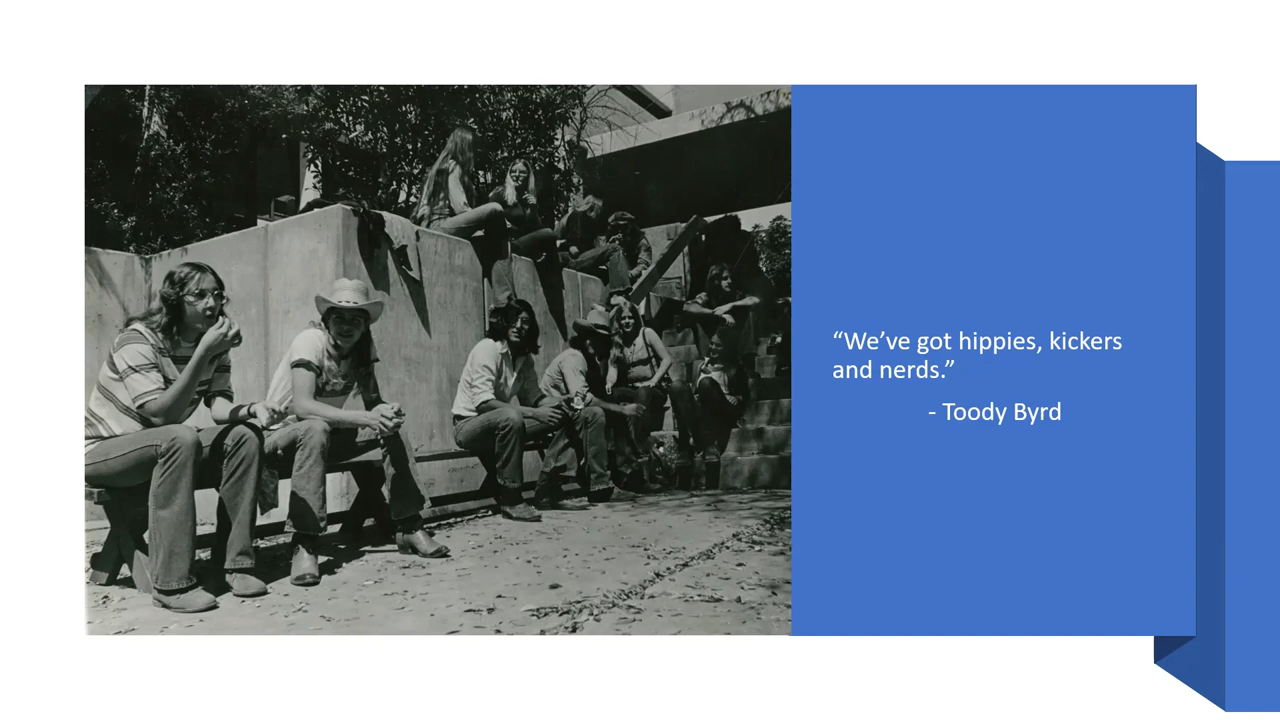 “We’ve got hippies, kickers
and nerds.”
- Toody Byrd